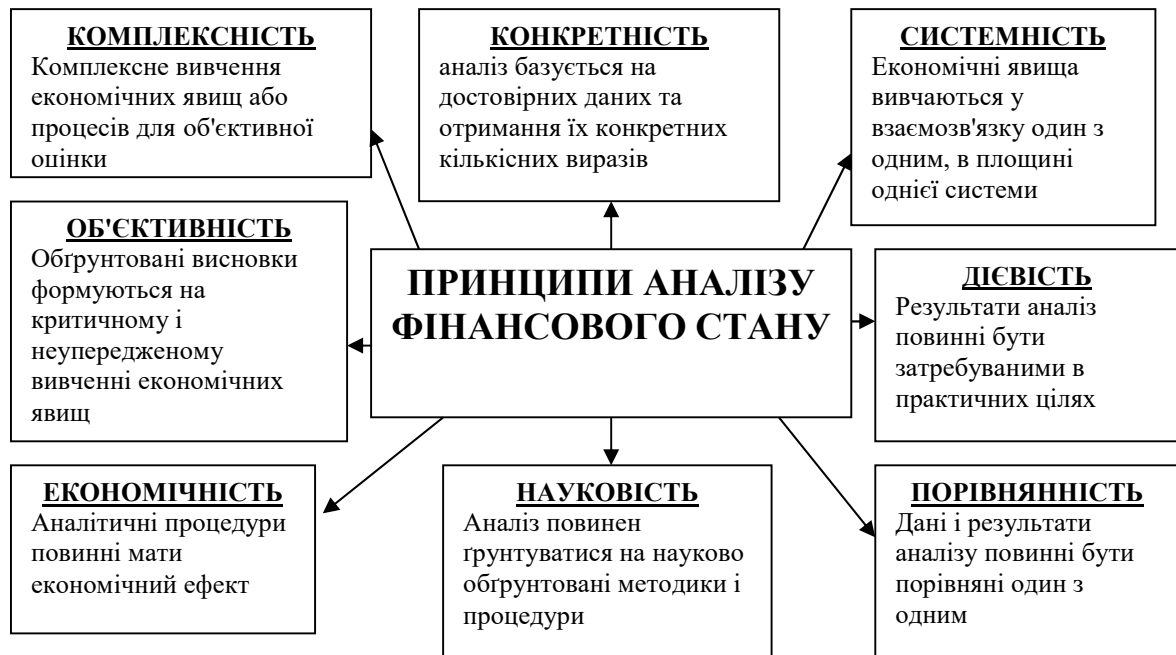 КОМПЛЕКСНІСТЬ
Комплексне вивчення
економічних явищ або
процесів для об'єктивної
оцінки
КОНКРЕТНІСТЬ
аналіз базується на
достовірних даних та
отримання їх конкретних
кількісних виразів
СИСТЕМНІСТЬ
Економічні явища
вивчаються у
взаємозв'язку один з
одним, в площині
однієї системи
ОБ'ЄКТИВНІСТЬ
Обґрунтовані висновки
формуються на
критичному і
неупередженому
вивченні економічних
явищ
ПРИНЦИПИ АНАЛІЗУ
ФІНАНСОВОГО СТАНУ
ДІЄВІСТЬ
Результати аналіз
повинні бути
затребуваними в
практичних цілях
ЕКОНОМІЧНІСТЬ
Аналітичні процедури
повинні мати
економічний ефект
НАУКОВІСТЬ
Аналіз повинен
ґрунтуватися на науково
обґрунтовані методики і
процедури
ПОРІВНЯННІСТЬ
Дані і результати
аналізу повинні бути
порівняні один з
одним